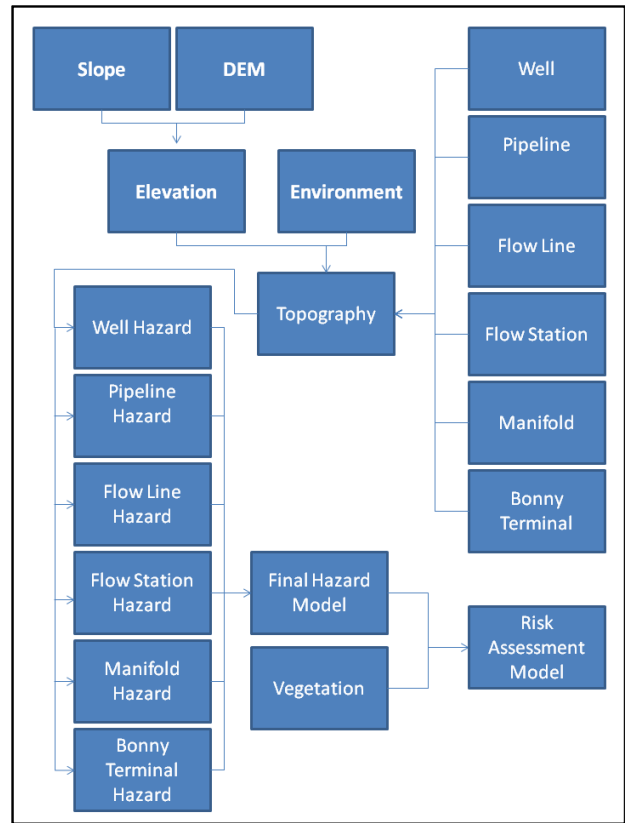 Slope
DEM
Elevation
Environment
Topography
Well
Pipeline
Flow Line
Flow Station
Manifold
Bonny
Terminal
Well Hazard
Pipeline
Hazard
Flow Line
Hazard
Flow Station
Hazard
Manifold
Hazard
Bonny
Terminal
Hazard
Final Hazard
Model
Vegetation
Risk
Assessment
Model